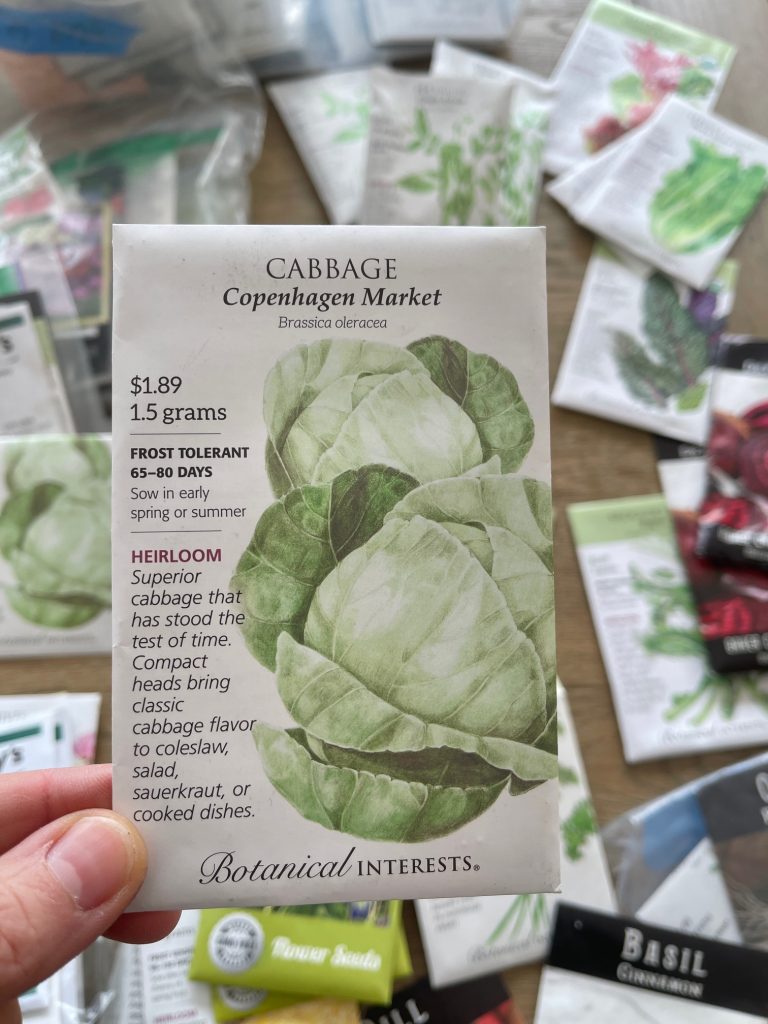 CABBAGE
Copenhagen Market
Brassica oleracea
$1.89
1.5 grams
FROST TOLERANT
65–80 DAYS
Sow in early
spring or summer
HEIRLOOM
Superior
cabbage that
has stood the
test of time.
Compact
heads bring
classic
cabbage flavor
to coleslaw,
salad,
sauerkraut, or
cooked dishes.
Botanical INTERESTS®
Flower Seeds
BASIL
CINNAMON
HEIRLOOM